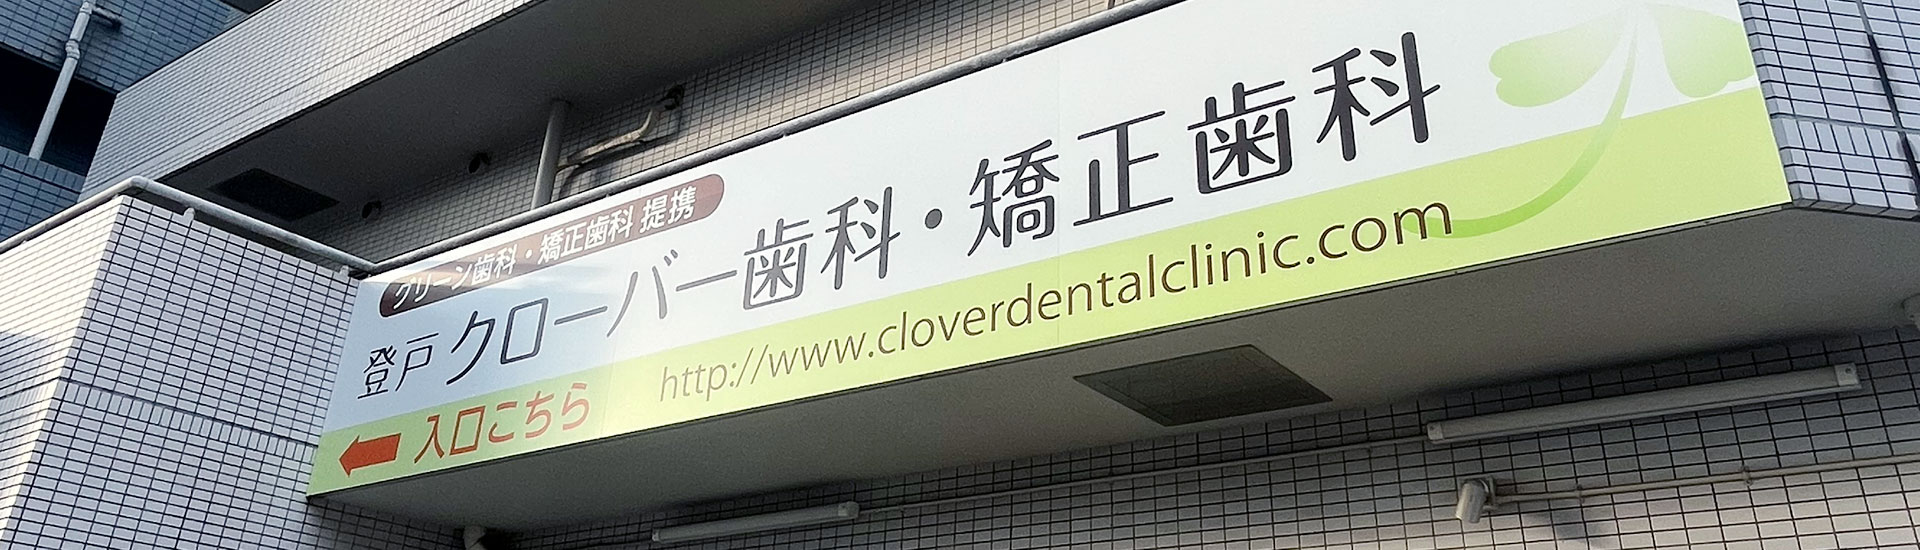 グリーン歯科・矯正歯科 提携
登戸クローバー歯科・矯正歯科
http://www.cloverdentalclinic.com
入口こちら